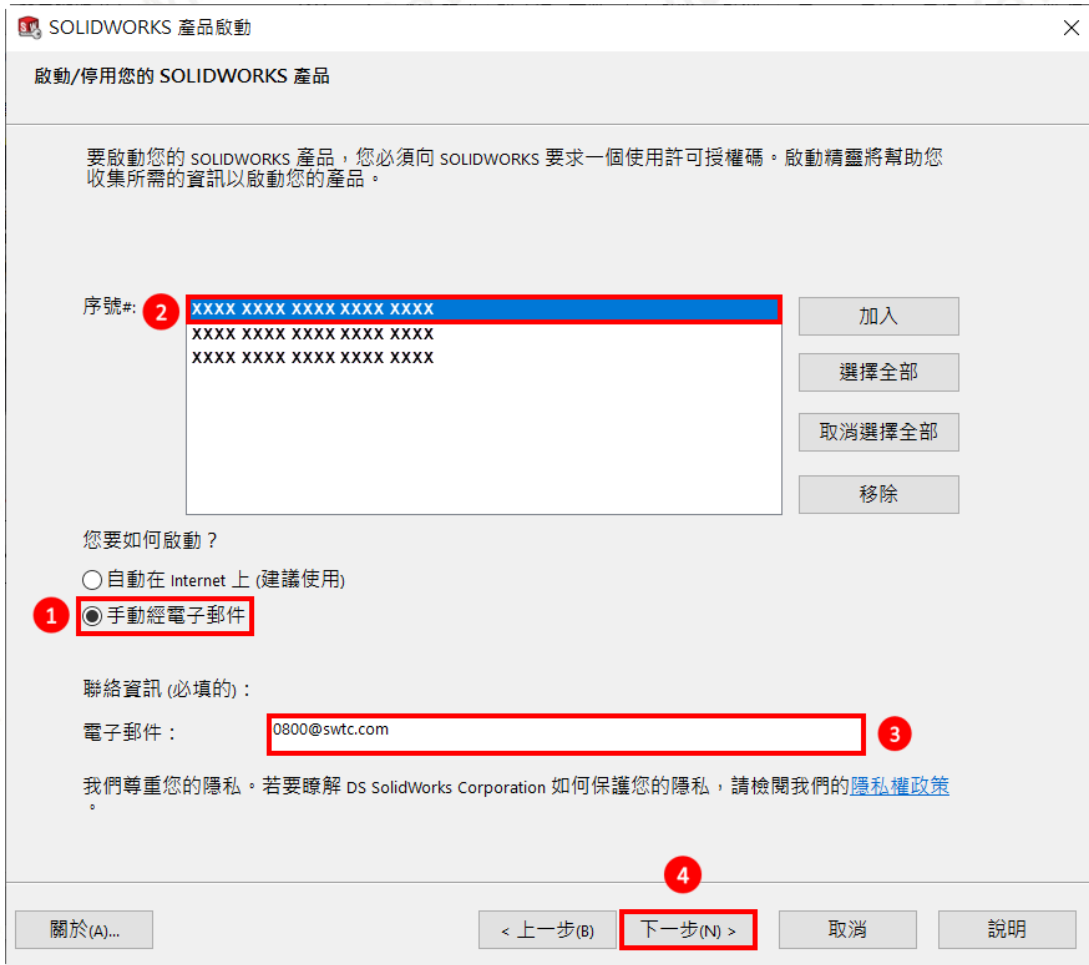 SOLIDWORKS 產品啟動
啟動/停用您的 SOLIDWORKS 產品
要啟動您的 SOLIDWORKS 產品，您必須向 SOLIDWORKS 要求一個使用許可授權碼。啟動精靈將幫助您
收集所需的資訊以啟動您的產品。
序號#: 2 XXXX XXXX XXXX XXXX XXXX 加入
XXXX XXXX XXXX XXXX XXXX
XXXX XXXX XXXX XXXX XXXX
選擇全部
取消選擇全部
移除
您要如何啟動？
自動在 Internet 上 (建議使用)
1 手動經電子郵件
聯絡資訊 (必填的)：
電子郵件： 0800@swtc.com 3
我們尊重您的隱私。若要瞭解 DS SolidWorks Corporation 如何保護您的隱私，請檢閱我們的隱私權政策
。
4
關於(A)... < 上一步(B) 下一步(N) > 取消 說明